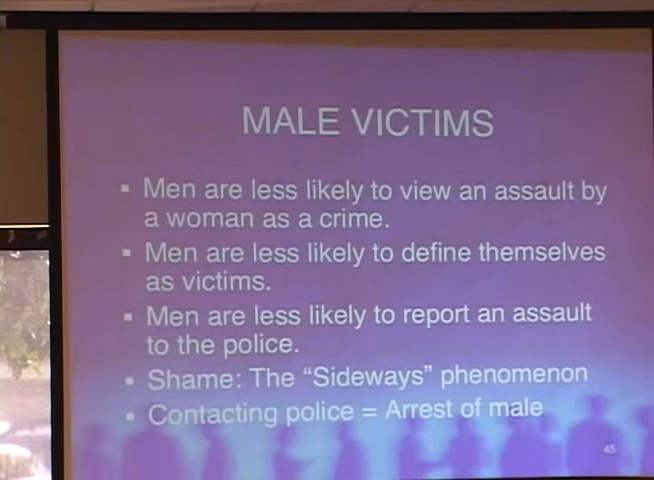 MALE VICTIMS
▪ Men are less likely to view an assault by
a woman as a crime.
▪ Men are less likely to define themselves
as victims.
▪ Men are less likely to report an assault
to the police.
▪ Shame: The “Sideways” phenomenon
▪ Contacting police = Arrest of male
45